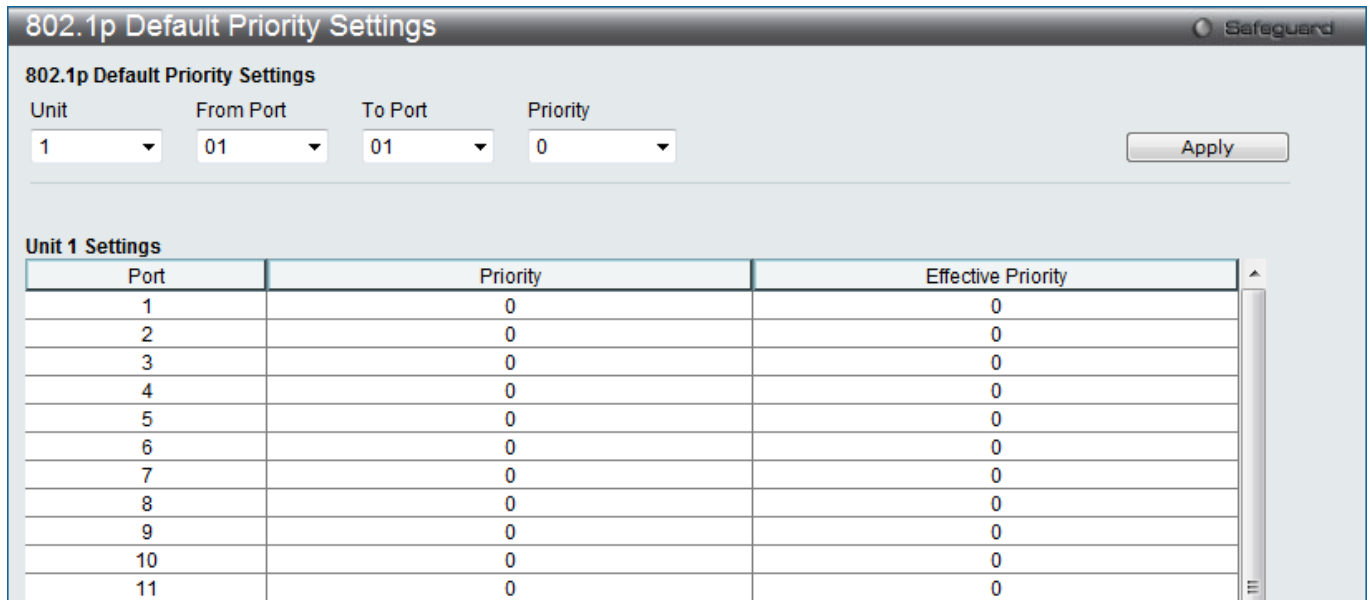 802.1p Default Priority Settings
Safeguard
802.1p Default Priority Settings
Unit From Port To Port Priority
1 01 01 0 Apply
Unit 1 Settings
Port Priority Effective Priority
1 0 0
2 0 0
3 0 0
4 0 0
5 0 0
6 0 0
7 0 0
8 0 0
9 0 0
10 0 0
11 0 0